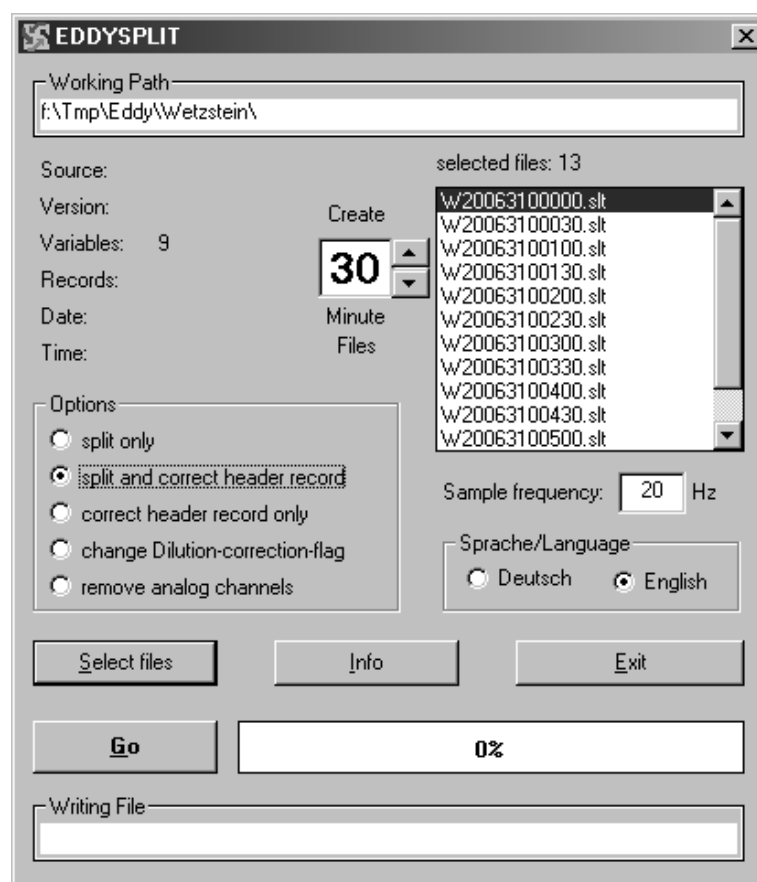 EDDYSPLIT
Working Path
f:\Tmp\Eddy\Wetzstein\
Source:
Version:
Variables: 9
Records:
Date:
Time:
Create
30
Minute
Files
selected files: 13
W20063100000.slt
W20063100030.slt
W20063100100.slt
W20063100130.slt
W20063100200.slt
W20063100230.slt
W20063100300.slt
W20063100330.slt
W20063100400.slt
W20063100430.slt
W20063100500.slt
Options
split only
split and correct header record
correct header record only
change Dilution-correction-flag
remove analog channels
Sample frequency: 20 Hz
Sprache/Language
Deutsch English
Select files Info Exit
Go 0%
Writing File